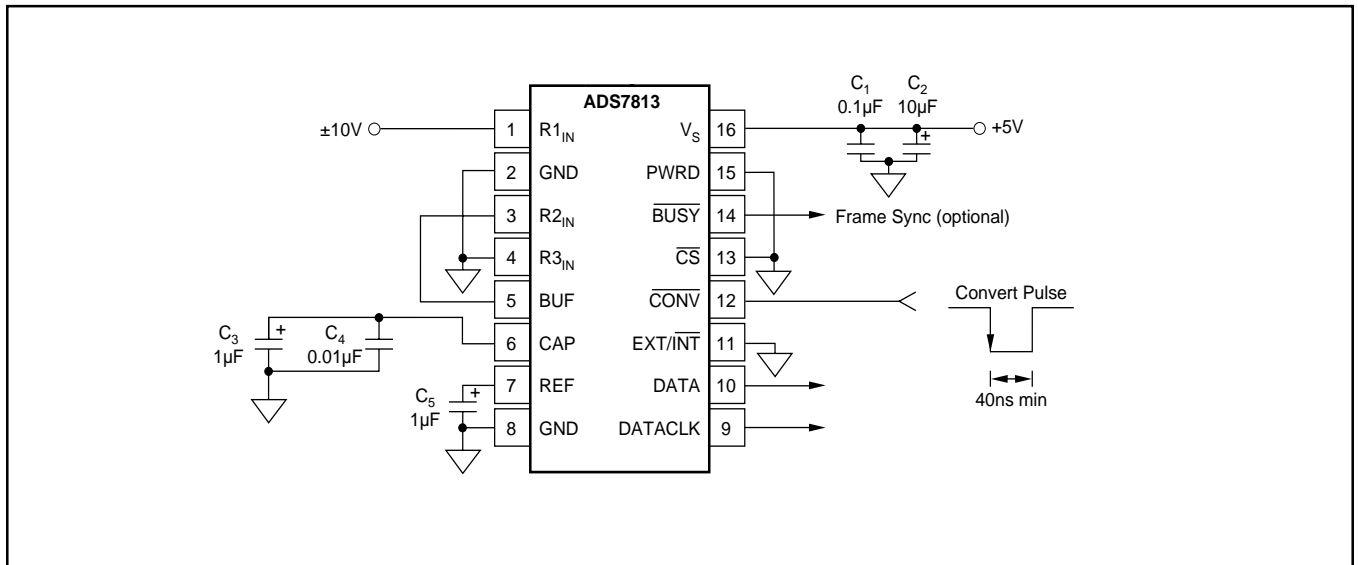 ADS7813
±10V
1 R1IN
2 GND
3 R2IN
4 R3IN
5 BUF
6 CAP
7 REF
8 GND
VS 16
PWRD 15
BUSY 14
CS 13
CONV 12
EXT/INT 11
DATA 10
DATACLK 9
C1
0.1µF
C2
10µF
+
+5V
Frame Sync (optional)
Convert Pulse
40ns min
C3
1µF
+
C4
0.01µF
C5
1µF
+